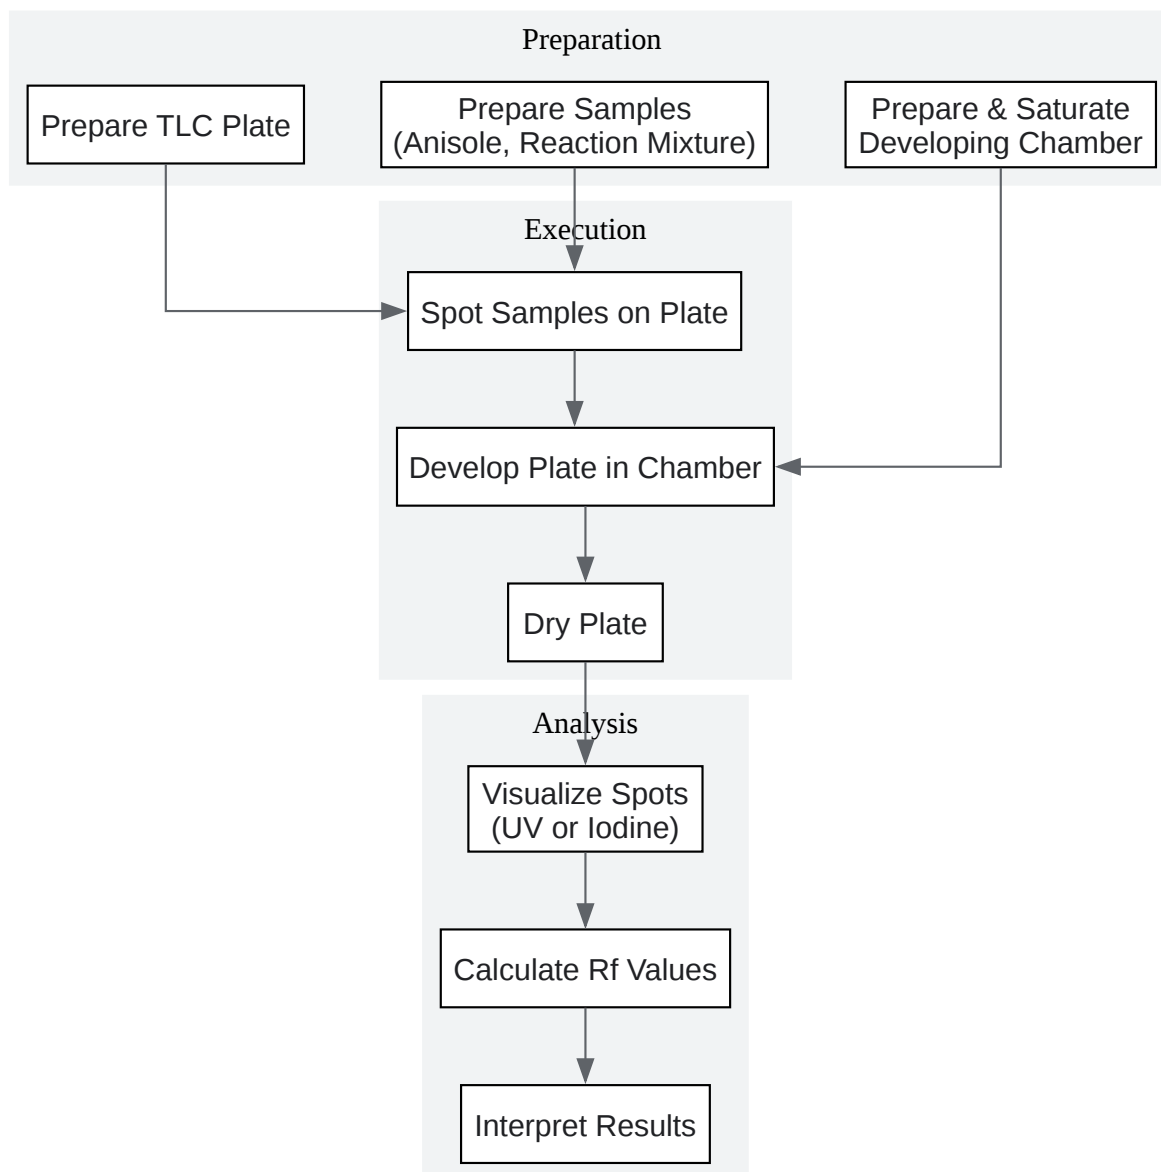 Preparation
Prepare TLC Plate
Prepare Samples
(Anisole, Reaction Mixture)
Prepare & Saturate
Developing Chamber
Execution
Spot Samples on Plate
Develop Plate in Chamber
Dry Plate
Analysis
Visualize Spots
(UV or Iodine)
Calculate Rf Values
Interpret Results